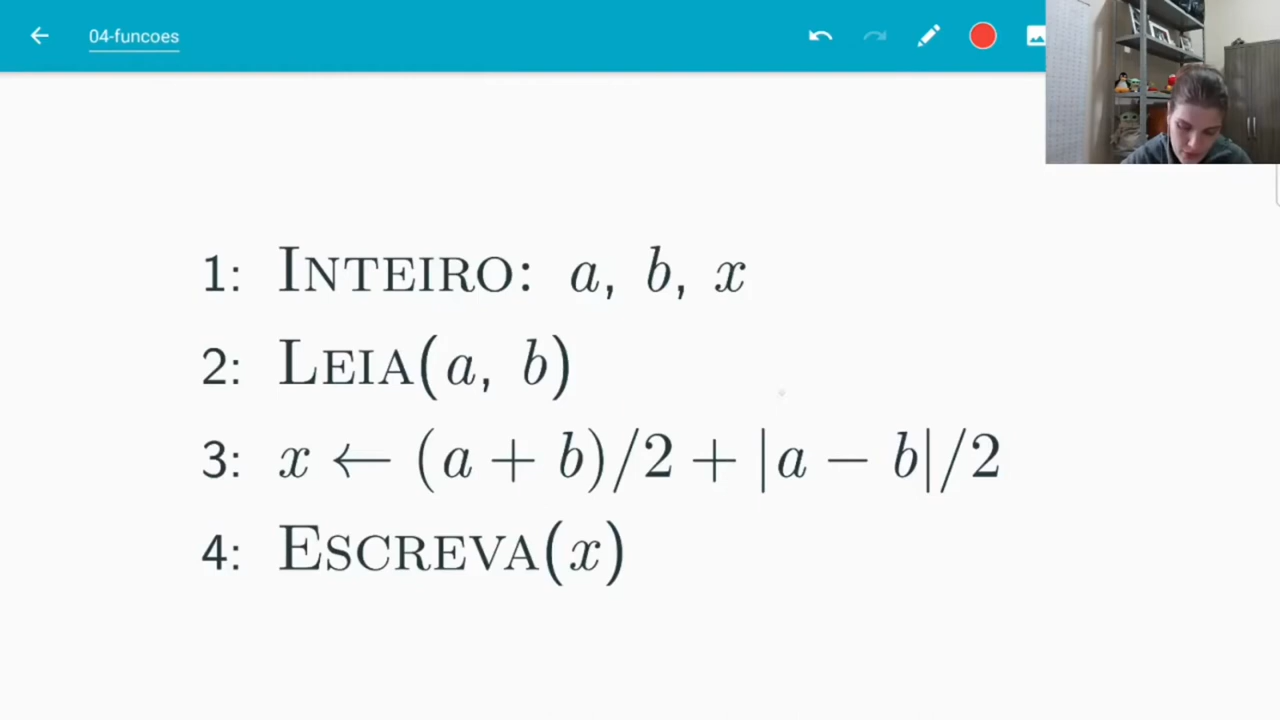 04-funcoes
1: INTEIRO: a, b, x
2: LEIA(a, b)
3: x ← (a + b)/2 + |a − b|/2
4: ESCREVA(x)